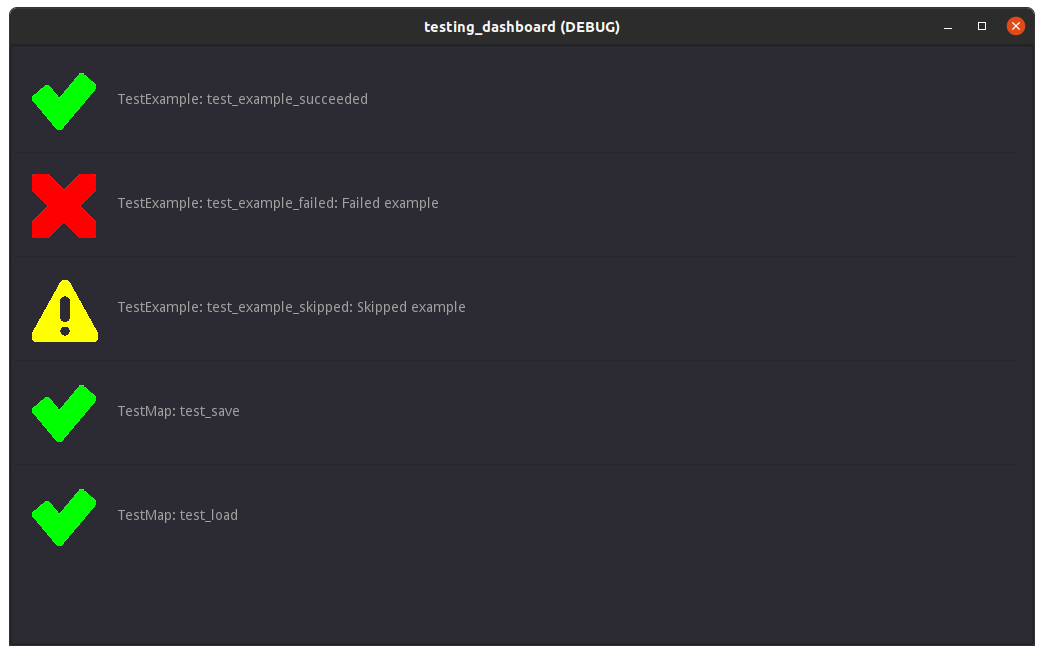 testing_dashboard (DEBUG)
TestExample: test_example_succeeded
TestExample: test_example_failed: Failed example
TestExample: test_example_skipped: Skipped example
TestMap: test_save
TestMap: test_load